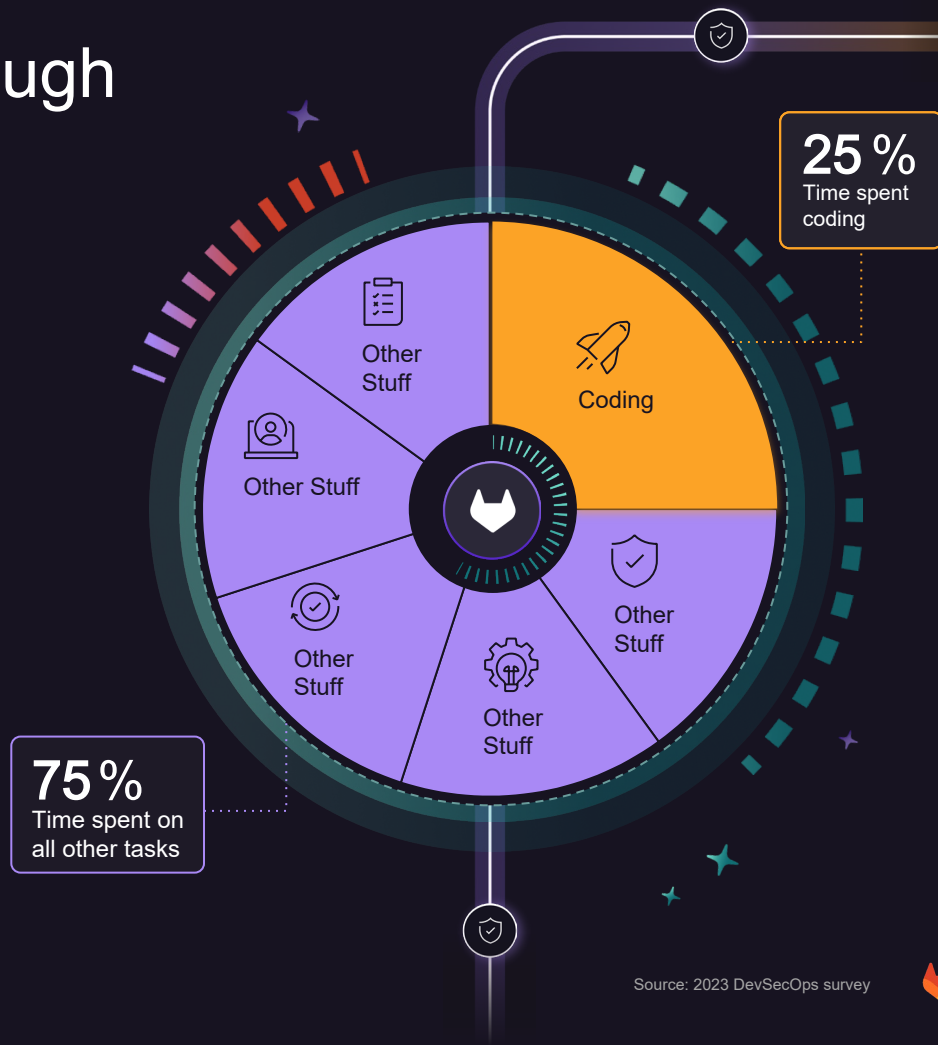 ugh
25 %
Time spent
coding
Other
Stuff
Coding
Other Stuff
Other
Stuff
Other
Stuff
Other
Stuff
75 %
Time spent on
all other tasks
Source: 2023 DevSecOps survey